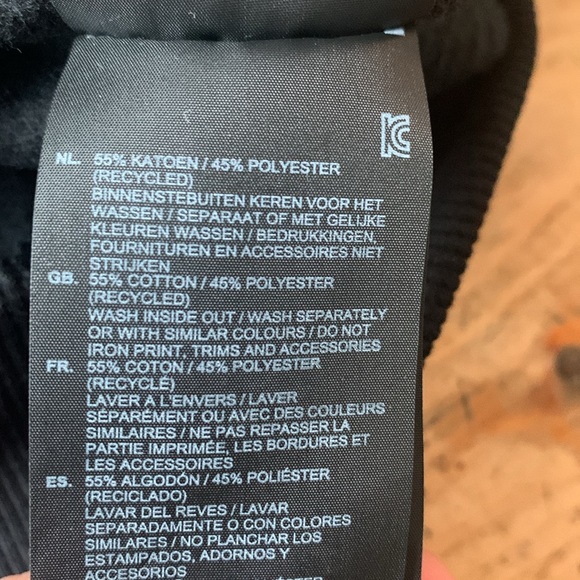 NL. 55% KATOEN / 45% POLYESTER
(RECYCLED)
BINNENSTEBUITEN KEREN VOOR HET
WASSEN / SEPARAAT OF MET GELIJKE
KLEUREN WASSEN / BEDRUKKINGEN,
FOURNITUREN EN ACCESSOIRES NIET
STRIJKEN
GB. 55% COTTON / 45% POLYESTER
(RECYCLED)
WASH INSIDE OUT / WASH SEPARATELY
OR WITH SIMILAR COLOURS / DO NOT
IRON PRINT, TRIMS AND ACCESSORIES
FR. 55% COTON / 45% POLYESTER
(RECYCLÉ)
LAVER A L'ENVERS / LAVER
SÉPARÉMENT OU AVEC DES COULEURS
SIMILAIRES / NE PAS REPASSER LA
PARTIE IMPRIMÉE, LES BORDURES ET
LES ACCESSOIRES
ES. 55% ALGODÓN / 45% POLIÉSTER
(RECICLADO)
LAVAR DEL REVES / LAVAR
SEPARADAMENTE O CON COLORES
SIMILARES / NO PLANCHAR LOS
ESTAMPADOS, ADORNOS Y
ACCESORIOS